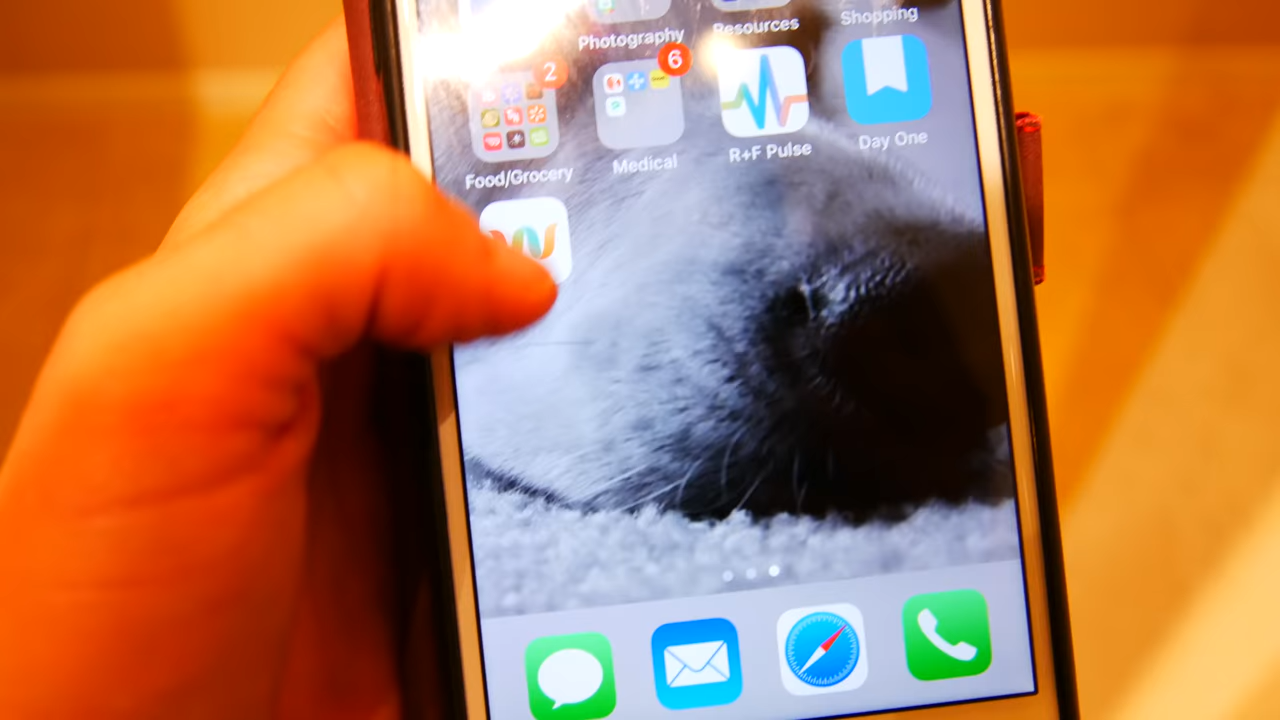 Photography
Resources
Shopping
2
6
Food/Grocery
Medical
R+F Pulse
Day One